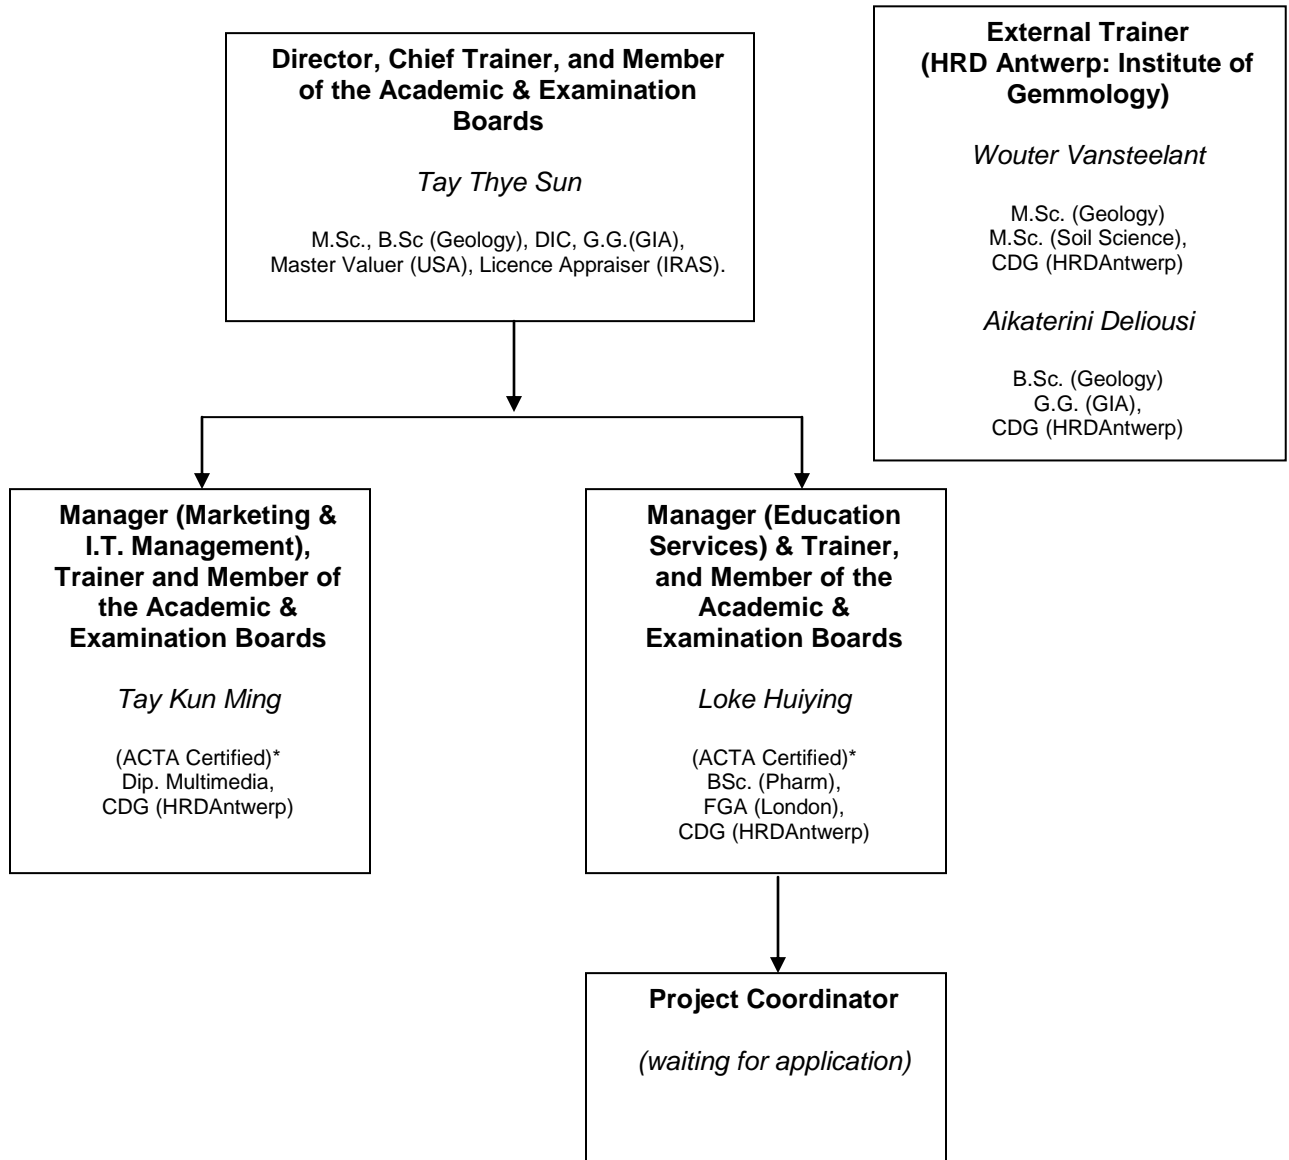 Director, Chief Trainer, and Member
of the Academic & Examination
Boards
Tay Thye Sun
M.Sc., B.Sc (Geology), DIC, G.G.(GIA),
Master Valuer (USA), Licence Appraiser (IRAS).
External Trainer
(HRD Antwerp: Institute of
Gemmology)
Wouter Vansteelant
M.Sc. (Geology)
M.Sc. (Soil Science),
CDG (HRDAntwerp)
Aikaterini Deliousi
B.Sc. (Geology)
G.G. (GIA),
CDG (HRDAntwerp)
Manager (Marketing &
I.T. Management),
Trainer and Member of
the Academic &
Examination Boards
Tay Kun Ming
(ACTA Certified)*
Dip. Multimedia,
CDG (HRDAntwerp)
Manager (Education
Services) & Trainer,
and Member of the
Academic &
Examination Boards
Loke Huiying
(ACTA Certified)*
BSc. (Pharm),
FGA (London),
CDG (HRDAntwerp)
Project Coordinator
(waiting for application)